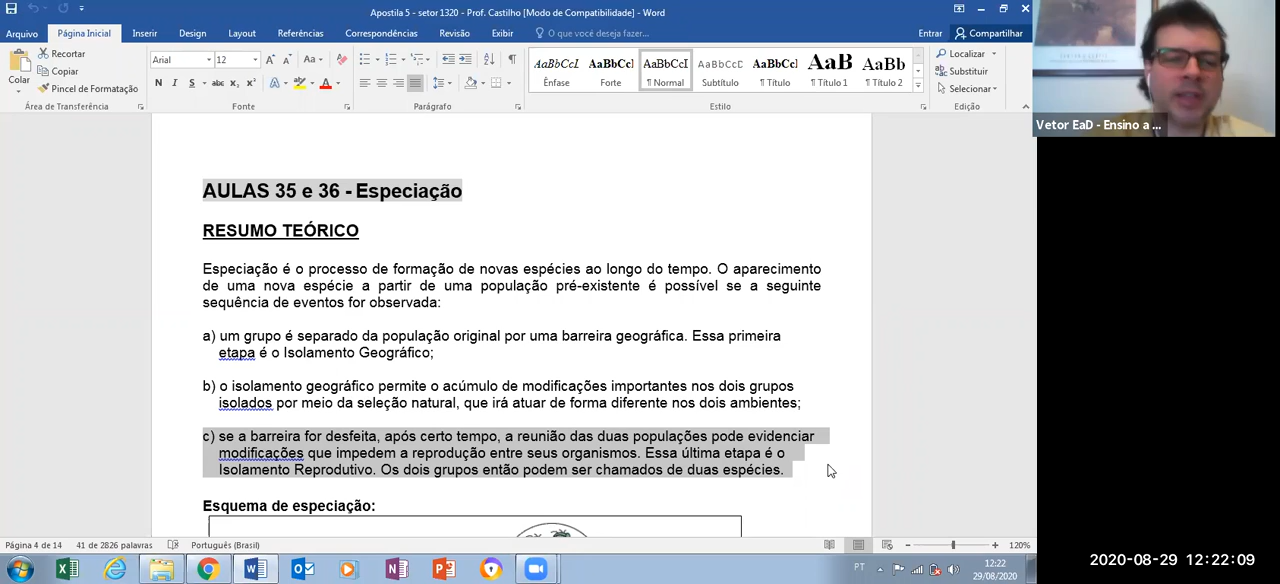 Apostila 5 - setor 1320 - Prof. Castilho [Modo de Compatibilidade] - Word
Arquivo Página Inicial Inserir Design Layout Referências Correspondências Revisão Exibir O que você deseja fazer... Entrar Compartilhar
Colar
Recortar
Copiar
Pincel de Formatação
Área de Transferência
Arial 12
N I S abc x₂ x²
Fonte
Parágrafo
AaBbCcI AaBbCc AaBbCcI AaBbCcI AaBbCc AaB AaBb
Ênfase Forte ¶ Normal Subtítulo ¶ Título ¶ Título 1 ¶ Título 2
Estilo
Localizar
Substituir
Selecionar
Edição
Vetor EaD - Ensino a ...
AULAS 35 e 36 - Especiação
RESUMO TEÓRICO
Especiação é o processo de formação de novas espécies ao longo do tempo. O aparecimento
de uma nova espécie a partir de uma população pré-existente é possível se a seguinte
sequência de eventos for observada:
a) um grupo é separado da população original por uma barreira geográfica. Essa primeira
etapa é o Isolamento Geográfico;
b) o isolamento geográfico permite o acúmulo de modificações importantes nos dois grupos
isolados por meio da seleção natural, que irá atuar de forma diferente nos dois ambientes;
c) se a barreira for desfeita, após certo tempo, a reunião das duas populações pode evidenciar
modificações que impedem a reprodução entre seus organismos. Essa última etapa é o
Isolamento Reprodutivo. Os dois grupos então podem ser chamados de duas espécies.
Esquema de especiação:
Página 4 de 14 41 de 2826 palavras Português (Brasil) 120%
PT 12:22
29/08/2020
2020-08-29 12:22:09